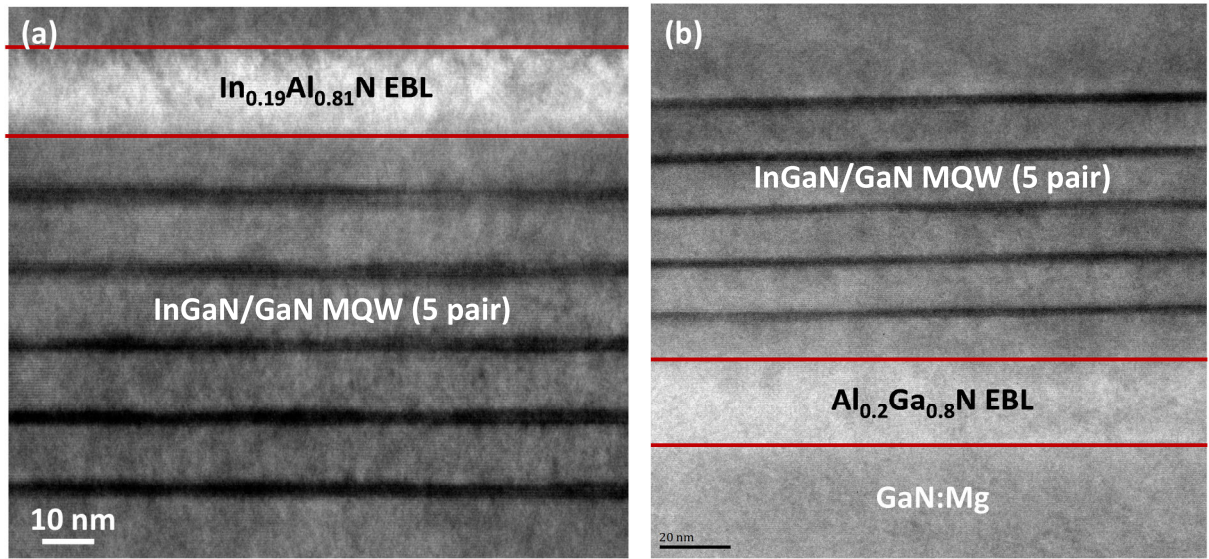 (a)
In0.19Al0.81N EBL
InGaN/GaN MQW (5 pair)
10 nm
(b)
InGaN/GaN MQW (5 pair)
Al0.2Ga0.8N EBL
GaN:Mg
20 nm